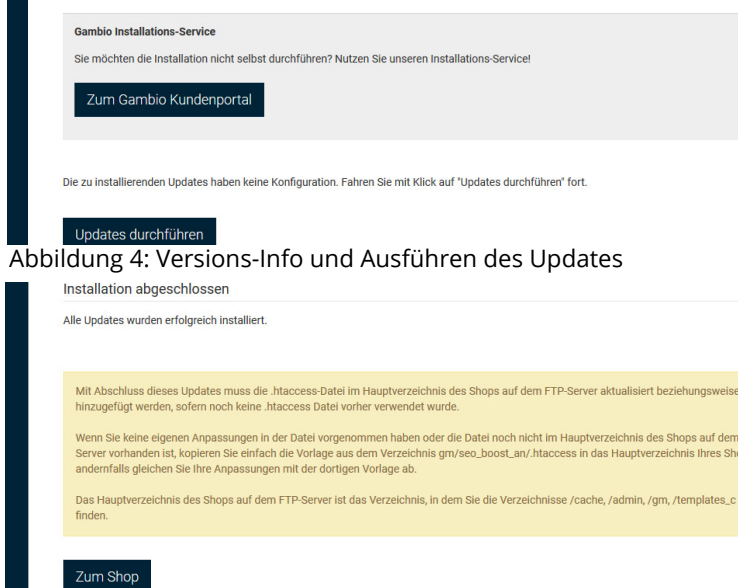 Gambio Installations-Service
Sie möchten die Installation nicht selbst durchführen? Nutzen Sie unseren Installations-Service!
Zum Gambio Kundenportal
Die zu installierenden Updates haben keine Konfiguration. Fahren Sie mit Klick auf "Updates durchführen" fort.
Updates durchführen
Abbildung 4: Versions-Info und Ausführen des Updates
Installation abgeschlossen
Alle Updates wurden erfolgreich installiert.
Mit Abschluss dieses Updates muss die .htaccess-Datei im Hauptverzeichnis des Shops auf dem FTP-Server aktualisiert beziehungsweise
hinzugefügt werden, sofern noch keine .htaccess Datei vorher verwendet wurde.
Wenn Sie keine eigenen Anpassungen in der Datei vorgenommen haben oder die Datei noch nicht im Hauptverzeichnis des Shops auf dem
Server vorhanden ist, kopieren Sie einfach die Vorlage aus dem Verzeichnis gm/seo_boost_an/.htaccess in das Hauptverzeichnis Ihres
andernfalls gleichen Sie Ihre Anpassungen mit der dortigen Vorlage ab.
Das Hauptverzeichnis des Shops auf dem FTP-Server ist das Verzeichnis, in dem Sie die Verzeichnisse /cache, /admin, /gm, /templates_c
finden.
Zum Shop